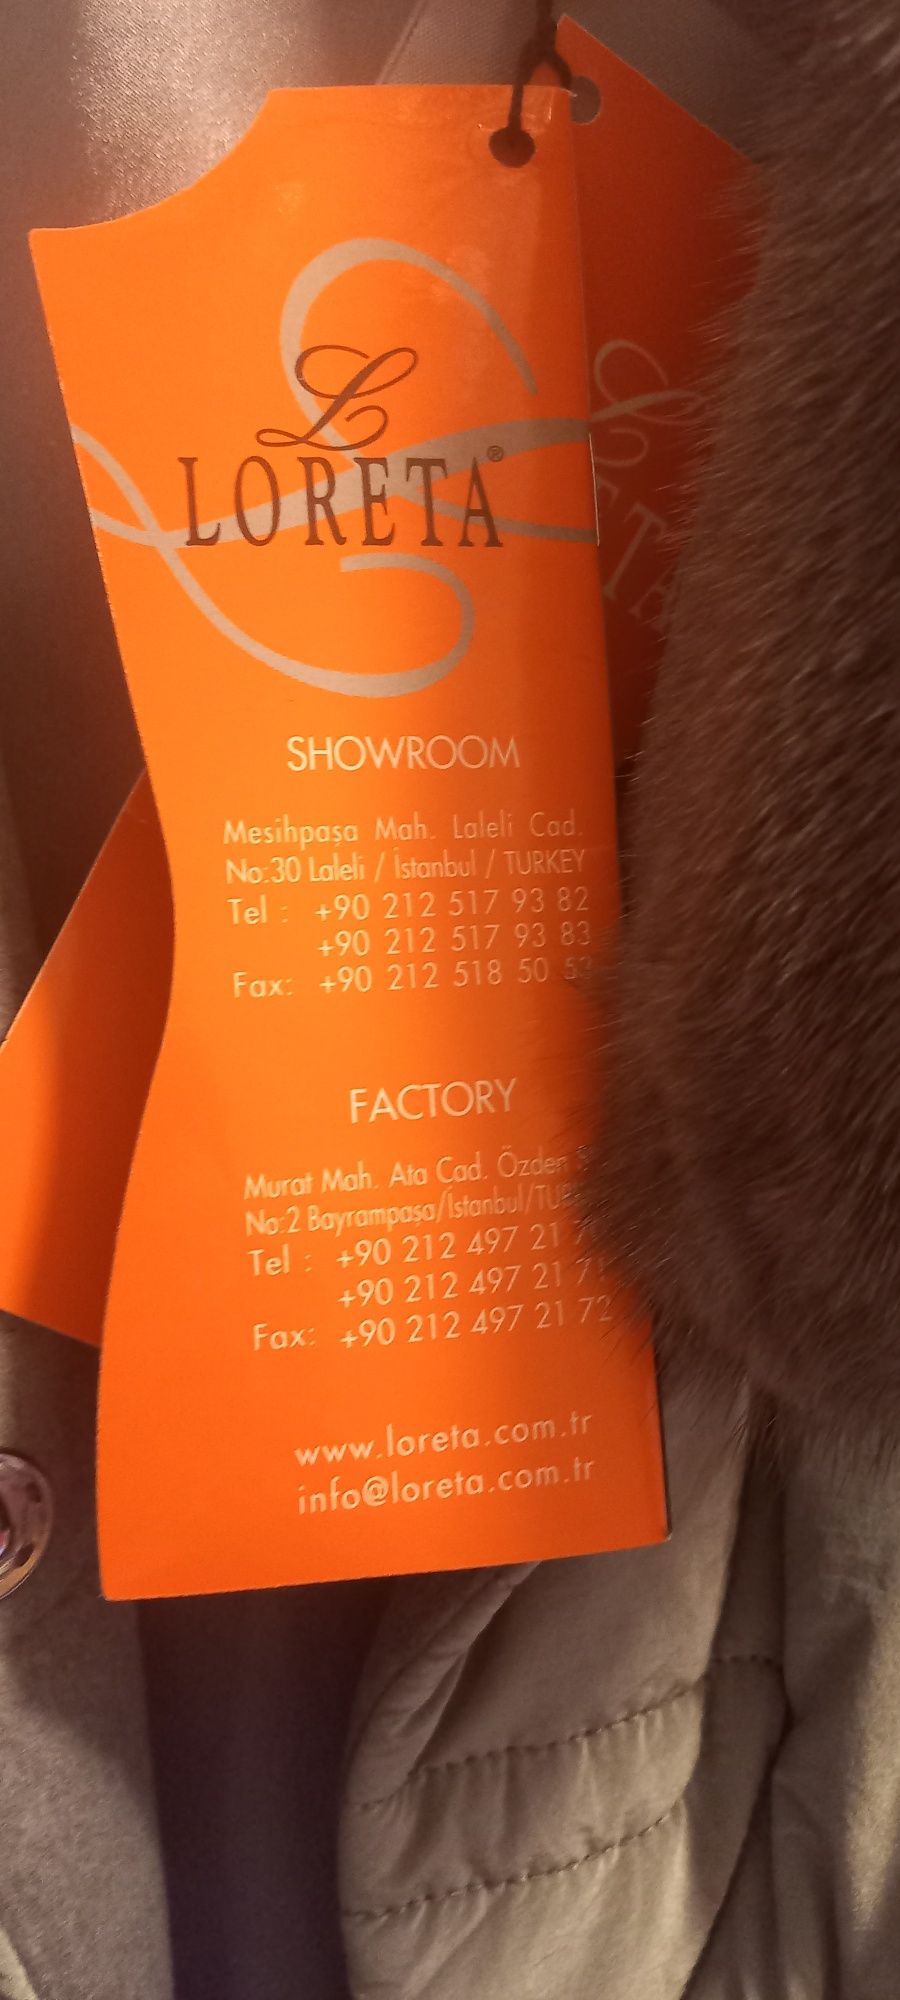 L
LORETA®
SHOWROOM
Mesihpaşa Mah. Laleli Cad.
No:30 Laleli / İstanbul / TURKEY
Tel : +90 212 517 93 82
+90 212 517 93 83
Fax: +90 212 518 50
FACTORY
Murat Mah. Ata Cad. Özden
No:2 Bayrampaşa/İstanbul/
Tel : +90 212 497 21
+90 212 497 21 71
Fax: +90 212 497 21 72
www.loreta.com.tr
info@loreta.com.tr